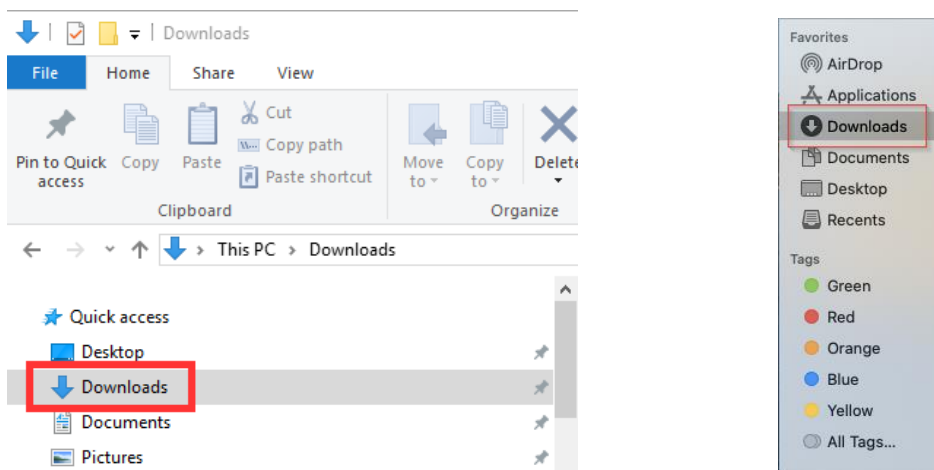 Downloads
File Home Share View
Pin to Quick access
Copy
Paste
Cut
Copy path
Paste shortcut
Move to
Copy to
Delete
Clipboard
Organize
This PC > Downloads
Quick access
Desktop
Downloads
Documents
Pictures
Favorites
AirDrop
Applications
Downloads
Documents
Desktop
Recents
Tags
Green
Red
Orange
Blue
Yellow
All Tags...